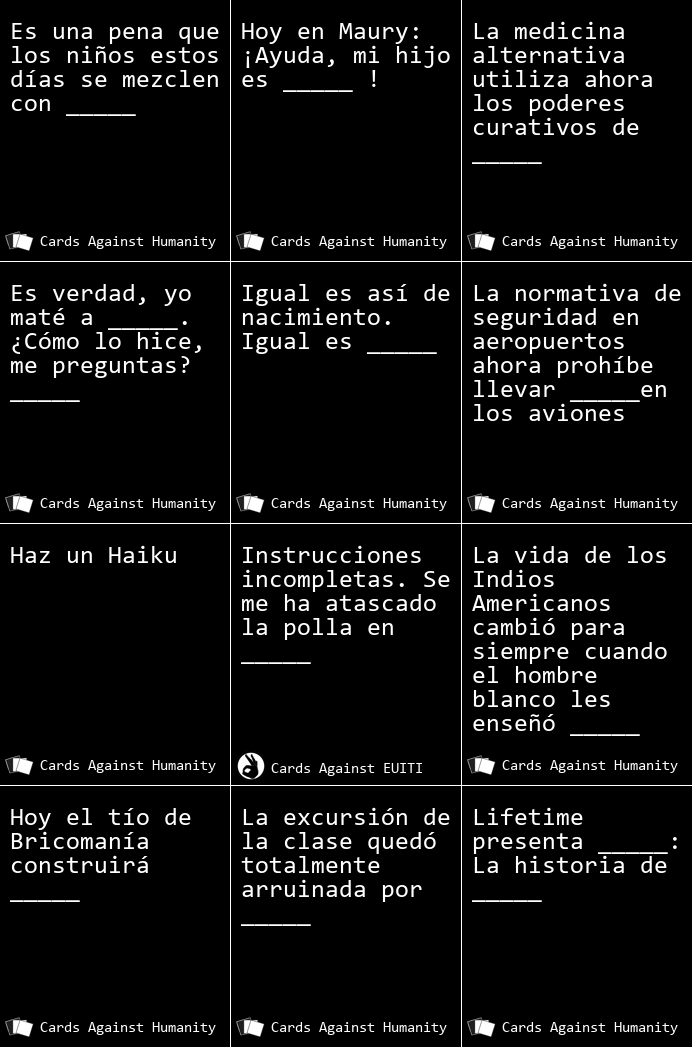 Es una pena que
los niños estos
días se mezclen
con _____
Cards Against Humanity
Hoy en Maury:
¡Ayuda, mi hijo
es _____ !
Cards Against Humanity
La medicina
alternativa
utiliza ahora
los poderes
curativos de
_____
Cards Against Humanity
Es verdad, yo
maté a _____.
¿Cómo lo hice,
me preguntas?
_____
Cards Against Humanity
Igual es así de
nacimiento.
Igual es _____
Cards Against Humanity
La normativa de
seguridad en
aeropuertos
ahora prohíbe
llevar _____en
los aviones
Cards Against Humanity
Haz un Haiku
Cards Against Humanity
Instrucciones
incompletas. Se
me ha atascado
la polla en
_____
Cards Against EUITI
La vida de los
Indios
Americanos
cambió para
siempre cuando
el hombre
blanco les
enseñó _____
Cards Against Humanity
Hoy el tío de
Bricomanía
construirá
_____
Cards Against Humanity
La excursión de
la clase quedó
totalmente
arruinada por
_____
Cards Against Humanity
Lifetime
presenta _____:
La historia de
_____
Cards Against Humanity